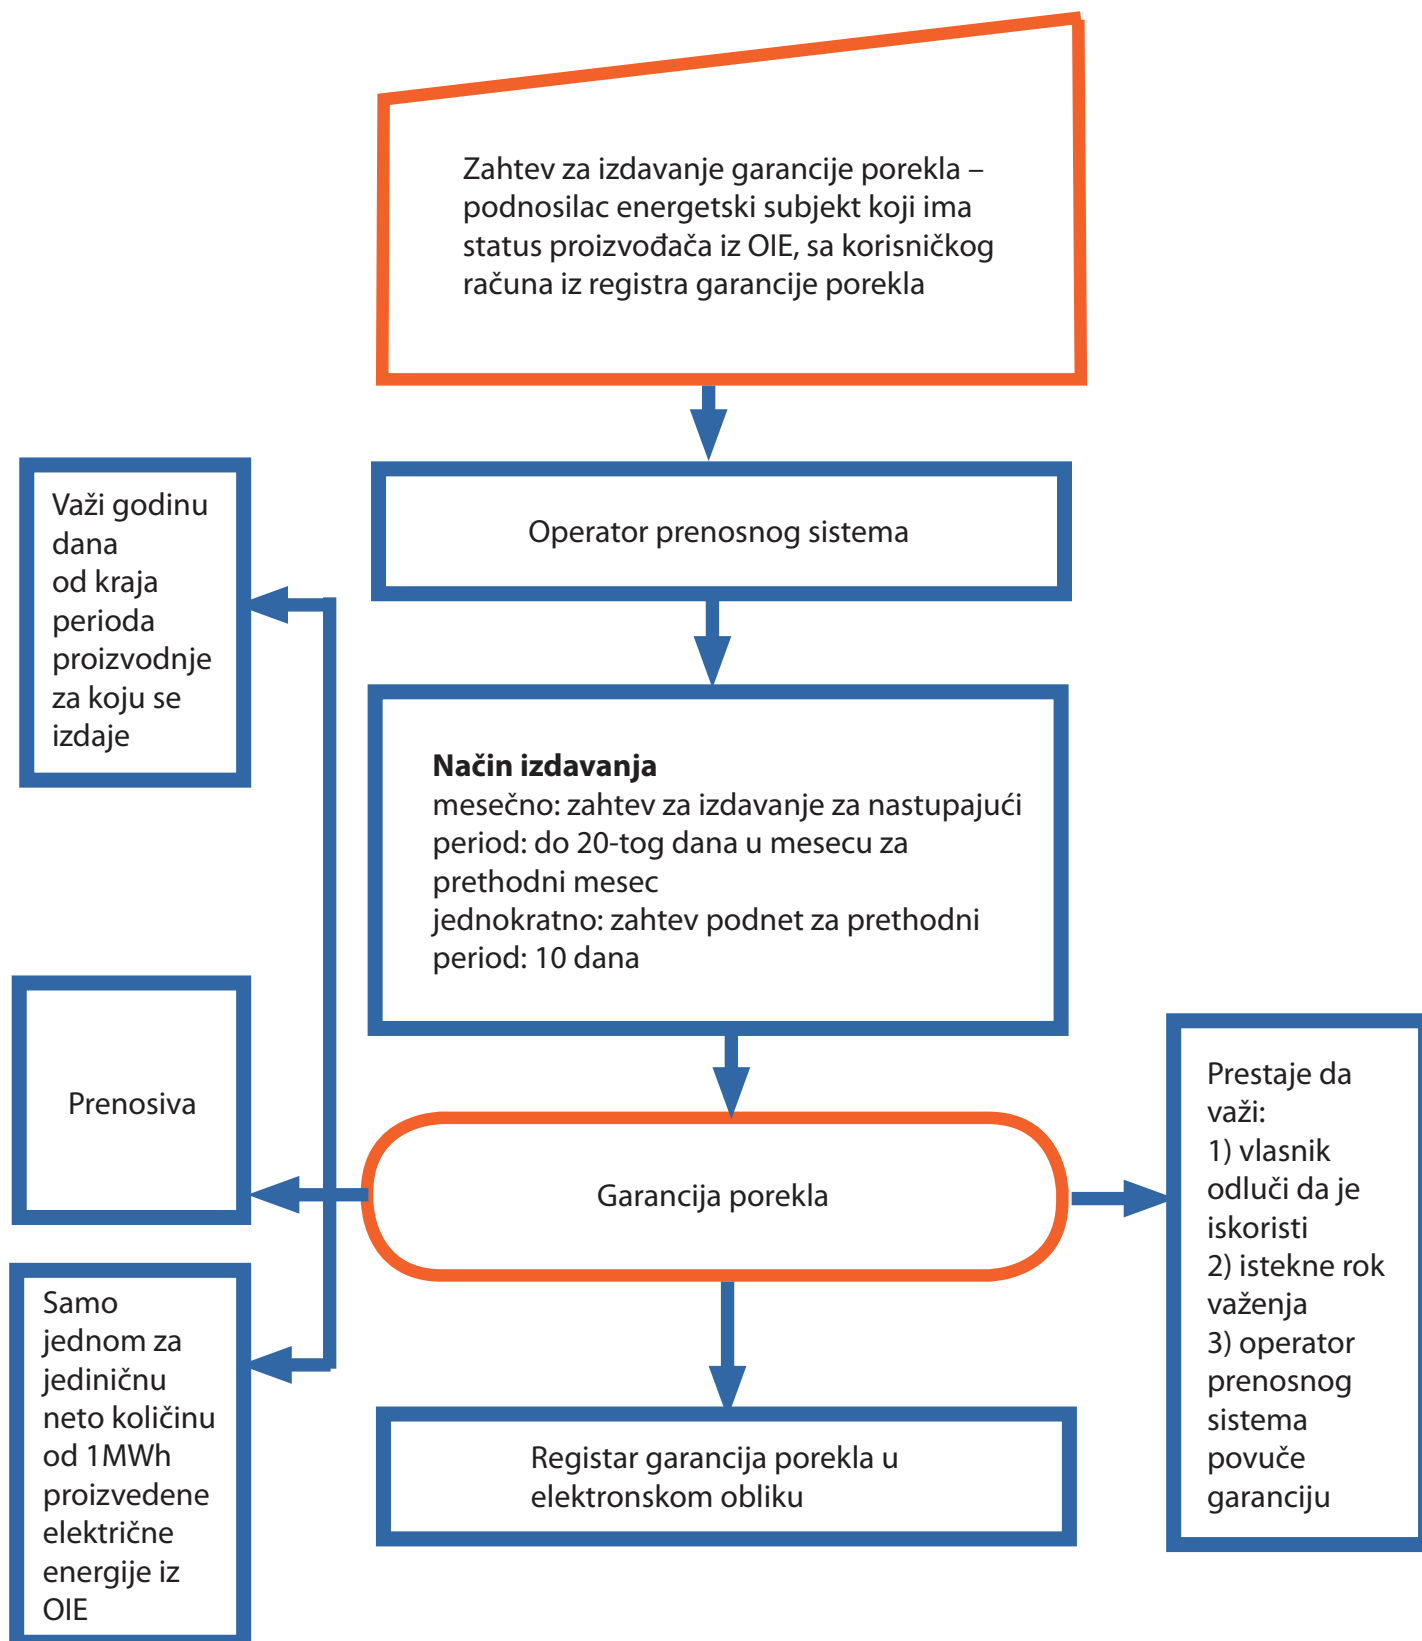 Zahtev za izdavanje garancije porekla –
podnosilac energetski subjekt koji ima
status proizvođača iz OIE, sa korisničkog
računa iz registra garancije porekla
Operator prenosnog sistema
Važi godinu
dana
od kraja
perioda
proizvodnje
za koju se
izdaje
Način izdavanja
mesečno: zahtev za izdavanje za nastupajući
period: do 20-tog dana u mesecu za
prethodni mesec
jednokratno: zahtev podnet za prethodni
period: 10 dana
Prenosiva
Garancija porekla
Prestaje da
važi:
1) vlasnik
odluči da je
iskoristi
2) istekne rok
važenja
3) operator
prenosnog
sistema
povuče
garanciju
Samo
jednom za
jediničnu
neto količinu
od 1MWh
proizvedene
električne
energije iz
OIE
Registar garancija porekla u
elektronskom obliku